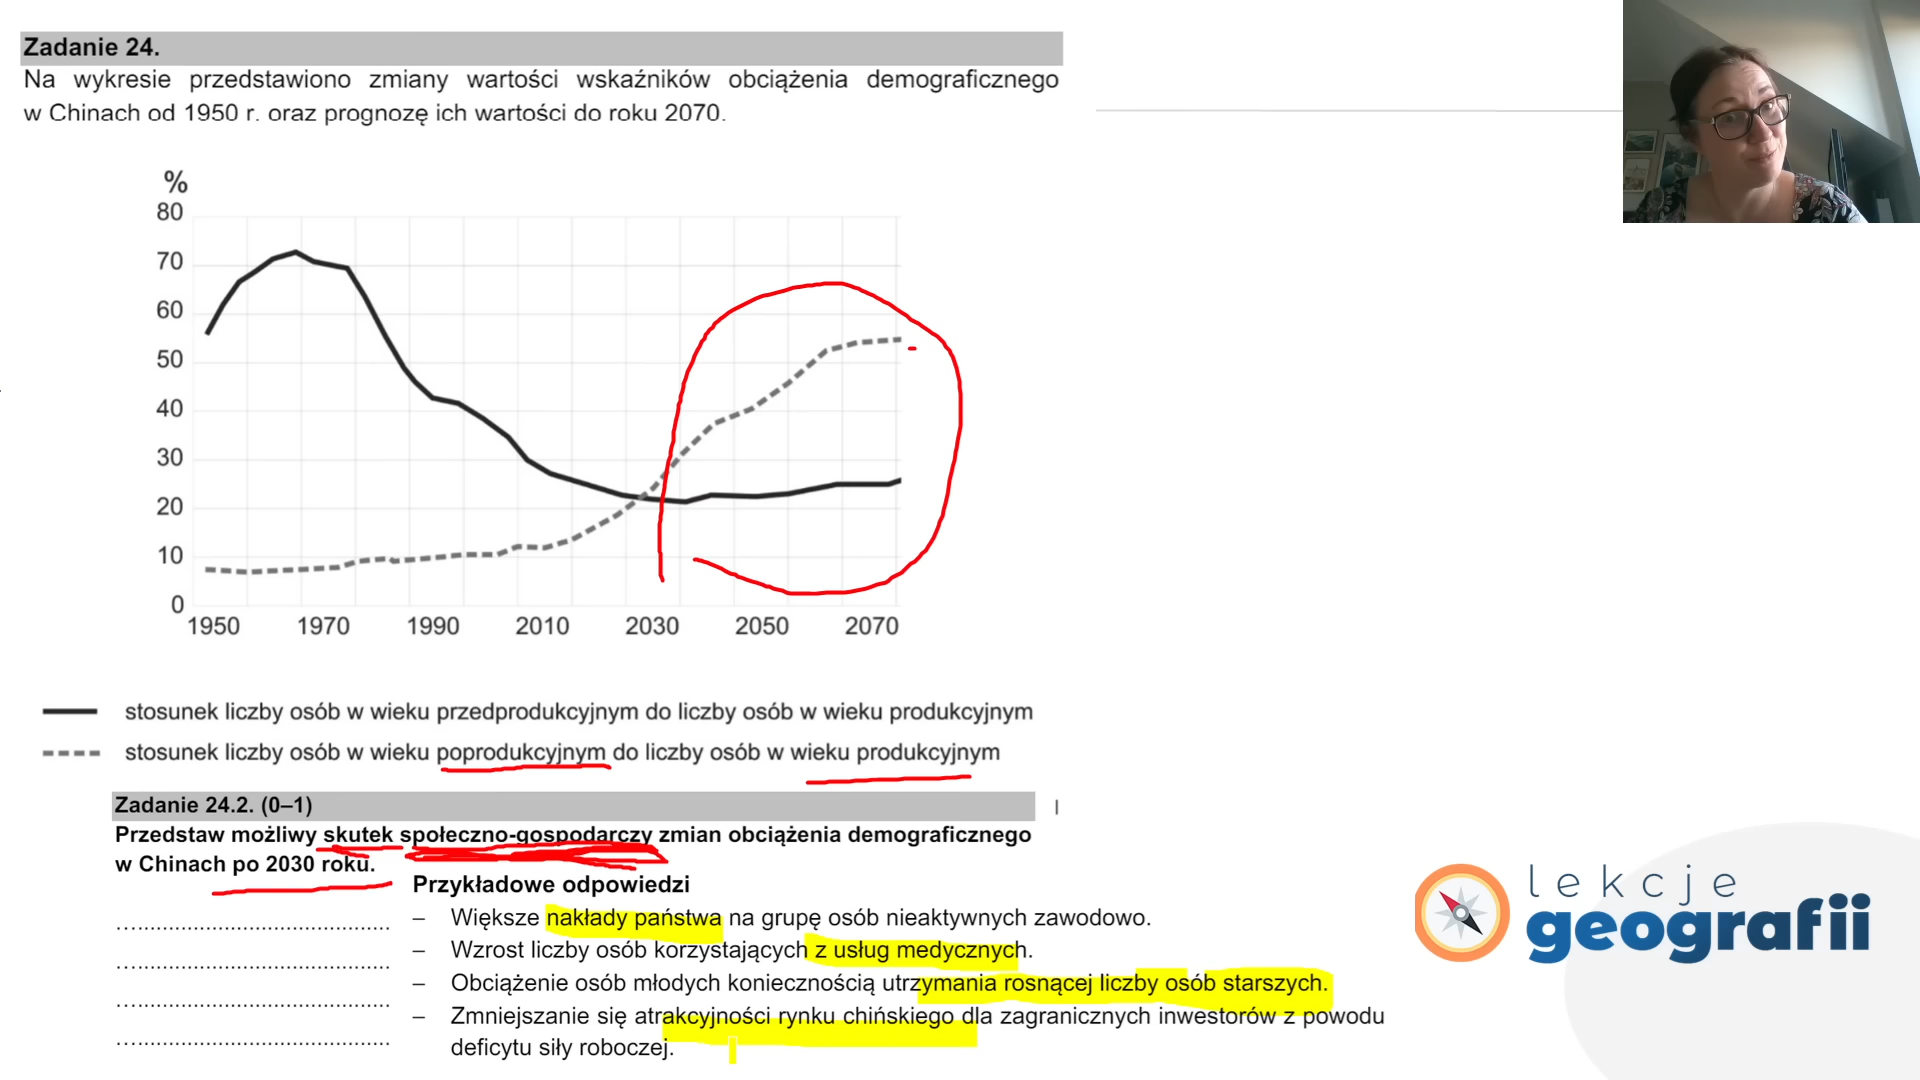 Zadanie 24.
Na wykresie przedstawiono zmiany wartości wskaźników obciążenia demograficznego
w Chinach od 1950 r. oraz prognozę ich wartości do roku 2070.
%
80
70
60
50
40
30
20
10
0
1950 1970 1990 2010 2030 2050 2070
stosunek liczby osób w wieku przedprodukcyjnym do liczby osób w wieku produkcyjnym
stosunek liczby osób w wieku poprodukcyjnym do liczby osób w wieku produkcyjnym
Zadanie 24.2. (0–1)
Przedstaw możliwy skutek społeczno-gospodarczy zmian obciążenia demograficznego
w Chinach po 2030 roku.
Przykładowe odpowiedzi
– Większe nakłady państwa na grupę osób nieaktywnych zawodowo.
– Wzrost liczby osób korzystających z usług medycznych.
– Obciążenie osób młodych koniecznością utrzymania rosnącej liczby osób starszych.
– Zmniejszanie się atrakcyjności rynku chińskiego dla zagranicznych inwestorów z powodu
deficytu siły roboczej.
lekcje
geografii